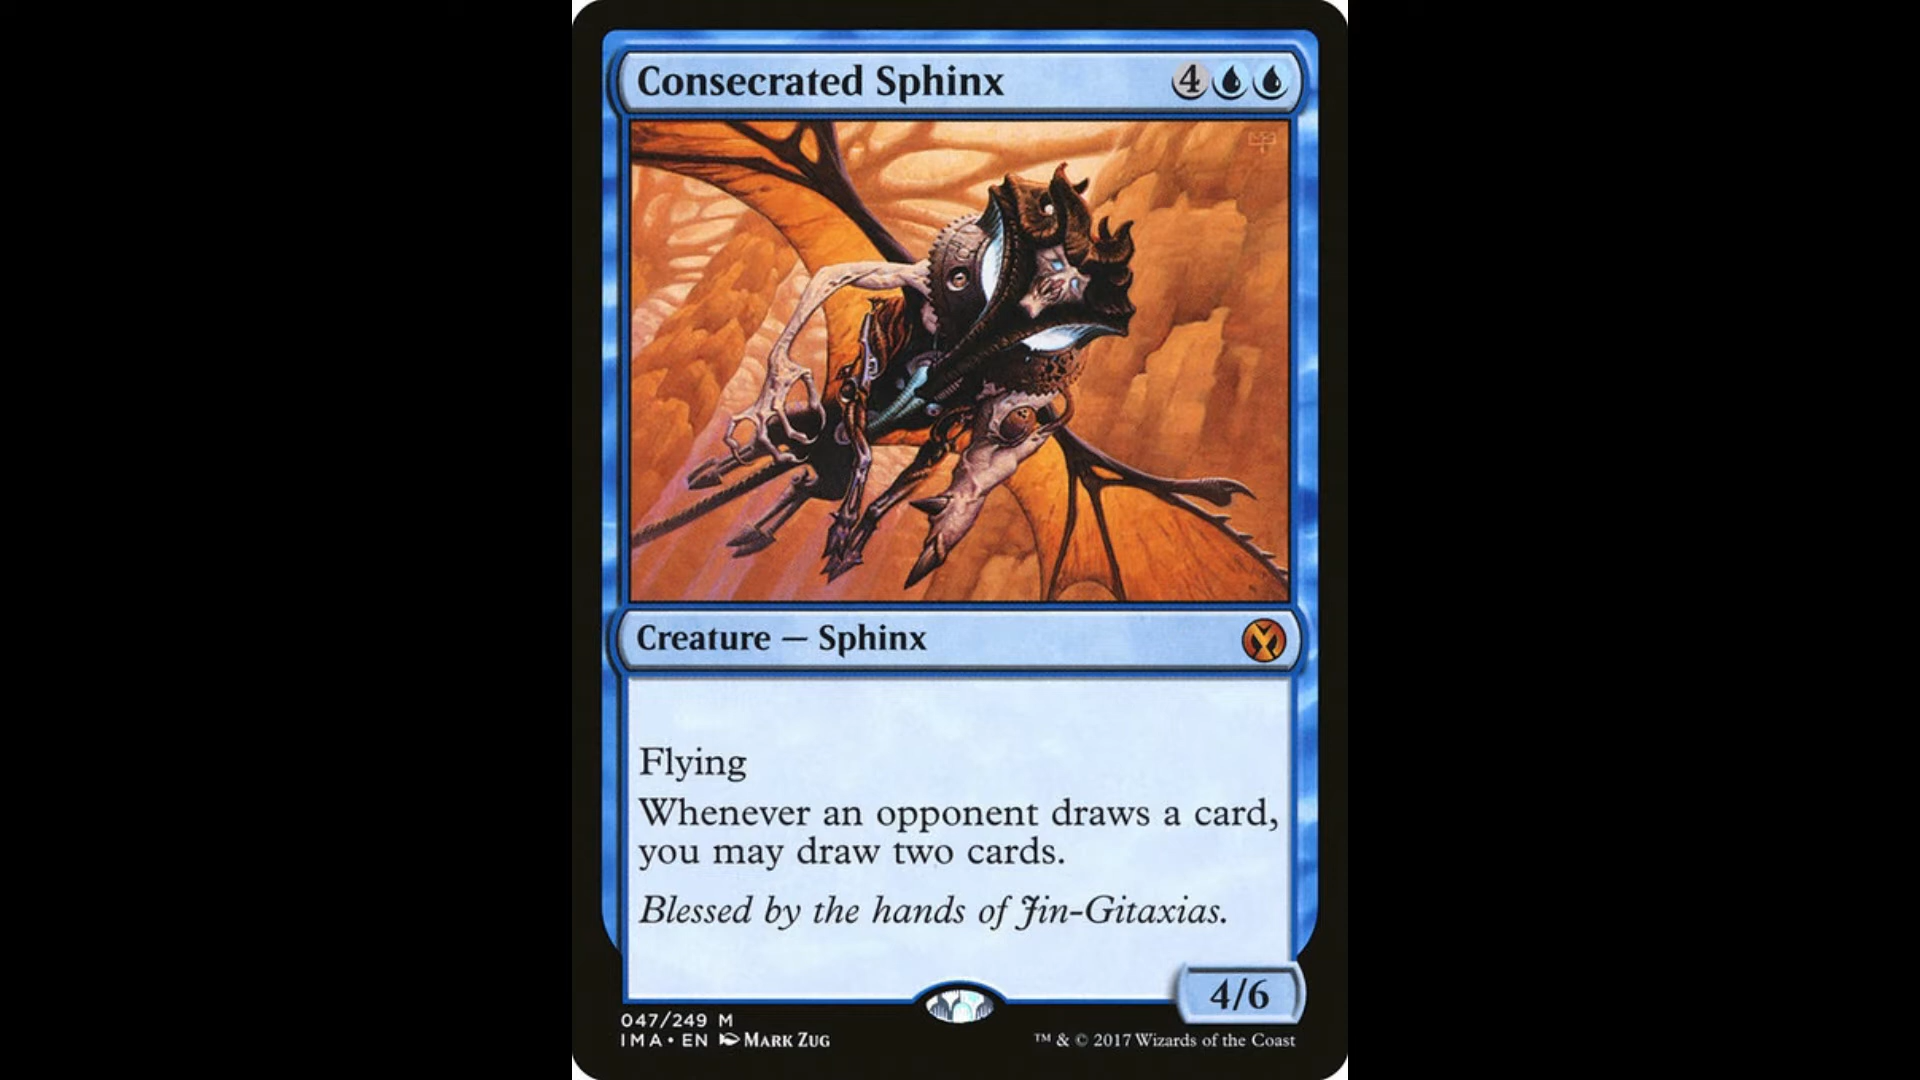 Consecrated Sphinx 4
Creature — Sphinx
Flying
Whenever an opponent draws a card,
you may draw two cards.
Blessed by the hands of Jin-Gitaxias.
4/6
047/249 M
IMA • EN Mark Zug
™ & © 2017 Wizards of the Coast